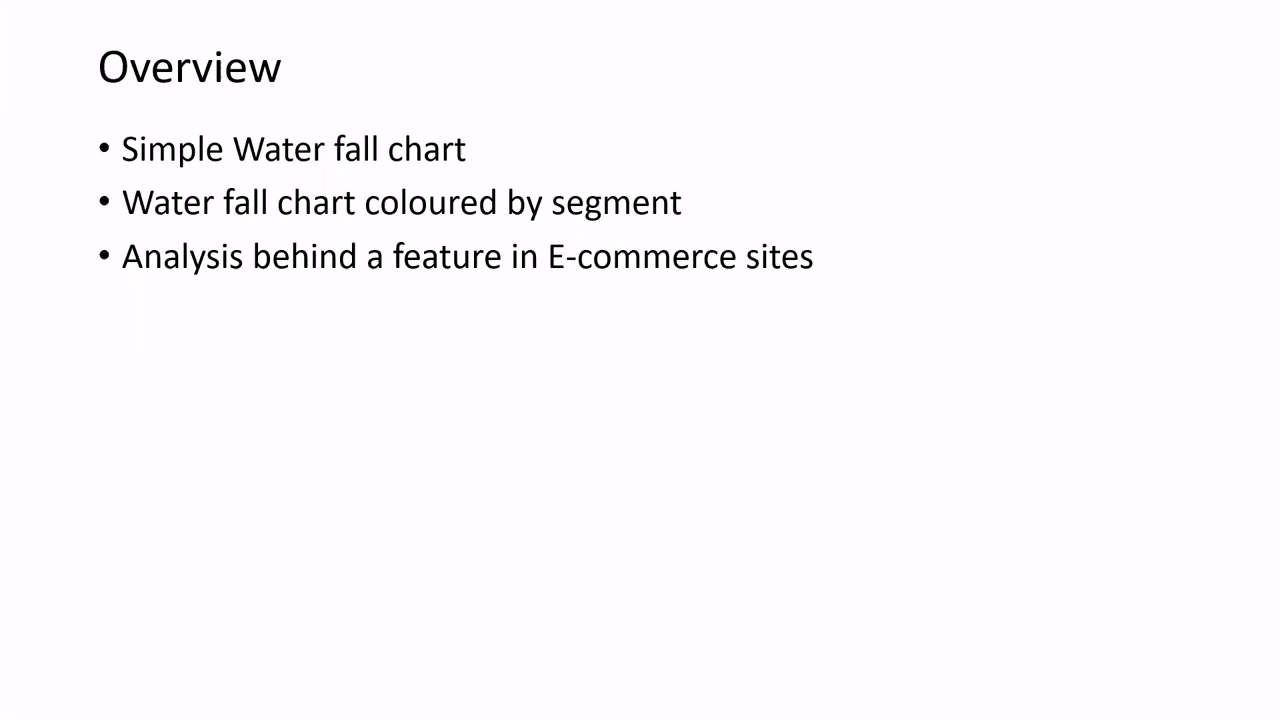 Overview
• Simple Water fall chart
• Water fall chart coloured by segment
• Analysis behind a feature in E-commerce sites